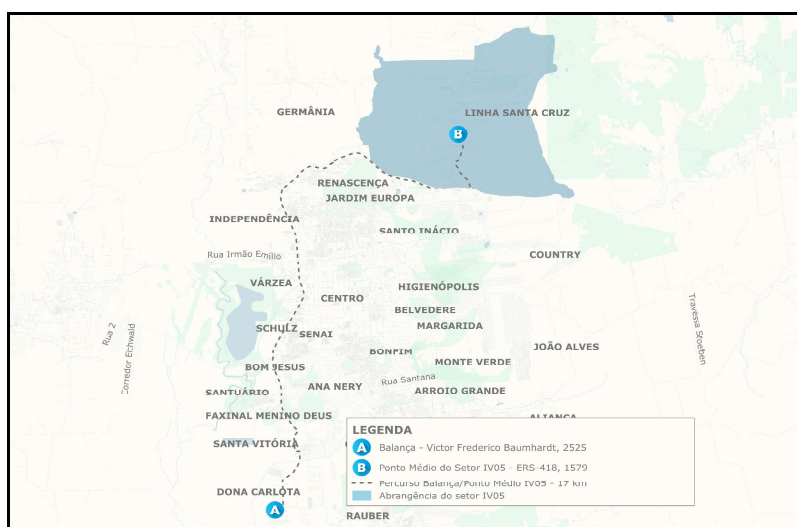 GERMÂNIA
LINHA SANTA CRUZ
B
RENASCENÇA
JARDIM EUROPA
INDEPENDÊNCIA
SANTO INÁCIO
Rua Irmão Emílio
COUNTRY
VÁRZEA
HIGIENÓPOLIS
CENTRO
BELVEDERE
Travessa Stoeben
SCHULZ
SENAI
MARGARIDA
Rua 2
Corredor Eichwald
JOÃO ALVES
BONFIM
MONTE VERDE
BOM JESUS
Rua Santana
ANA NERY
ARROIO GRANDE
SANTUÁRIO
FAXINAL MENINO DEUS
ALIANÇA
SANTA VITÓRIA
LEGENDA
A Balança - Victor Frederico Baumhardt, 2525
B Ponto Médio do Setor IV05 - ERS-418, 1579
Percurso Balança/Ponto Médio IV05 - 17 km
Abrangência do setor IV05
DONA CARLOTA
A
RAUBER